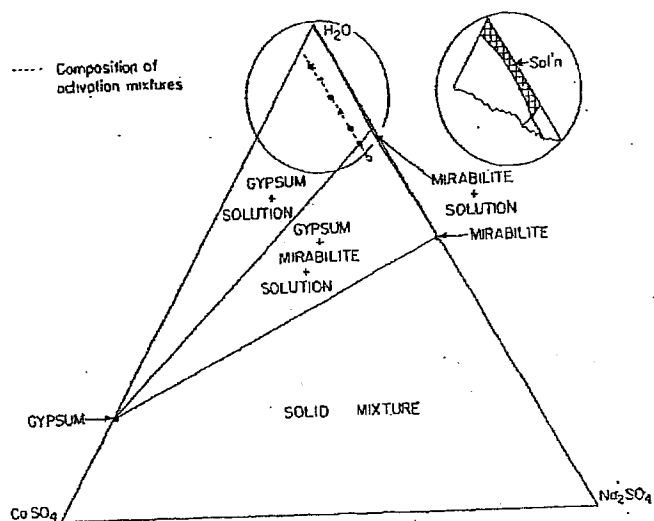 H2O
---- Composition of
activation mixtures
Sol'n
GYPSUM
+
SOLUTION
MIRABILITE
+
SOLUTION
GYPSUM
+
MIRABILITE
+
SOLUTION
MIRABILITE
GYPSUM
SOLID MIXTURE
CaSO4
Na2SO4